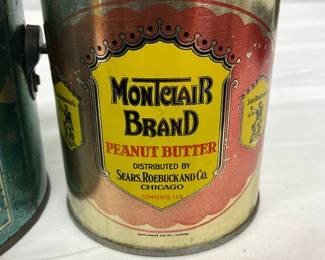 MONTCLAIR
BRAND
PEANUT BUTTER
DISTRIBUTED BY
SEARS, ROEBUCK AND CO.
CHICAGO
CONTENTS 1 LB.